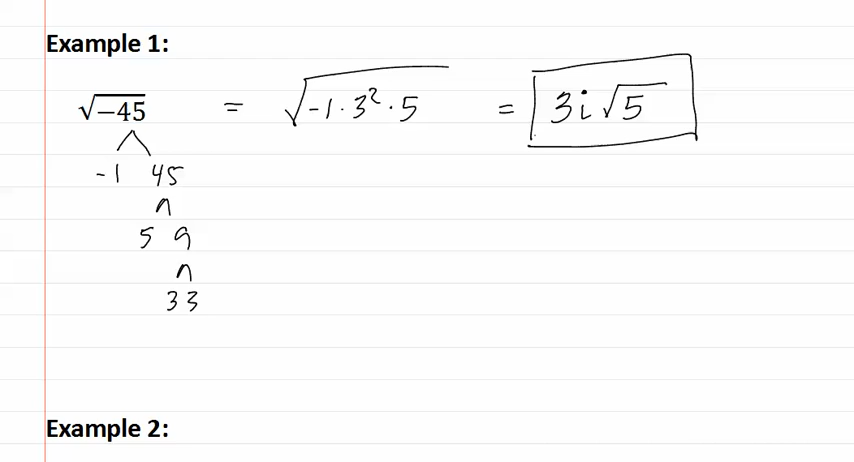 Example 1:
√-45 = √-1·3²·5 = 3i√5
-1 45
5 9
3 3
Example 2: